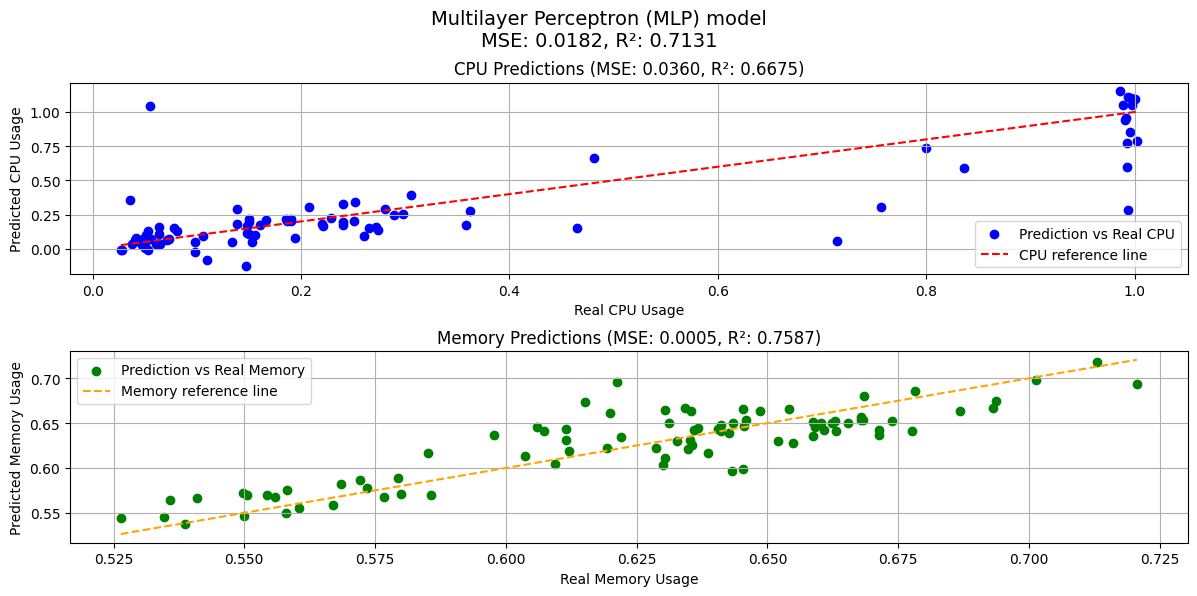 Multilayer Perceptron (MLP) model
MSE: 0.0182, R²: 0.7131
CPU Predictions (MSE: 0.0360, R²: 0.6675)
Predicted CPU Usage
1.00
0.75
0.50
0.25
0.00
Prediction vs Real CPU
CPU reference line
0.0 0.2 0.4 0.6 0.8 1.0
Real CPU Usage
Memory Predictions (MSE: 0.0005, R²: 0.7587)
Predicted Memory Usage
Prediction vs Real Memory
Memory reference line
0.70
0.65
0.60
0.55
0.525 0.550 0.575 0.600 0.625 0.650 0.675 0.700 0.725
Real Memory Usage